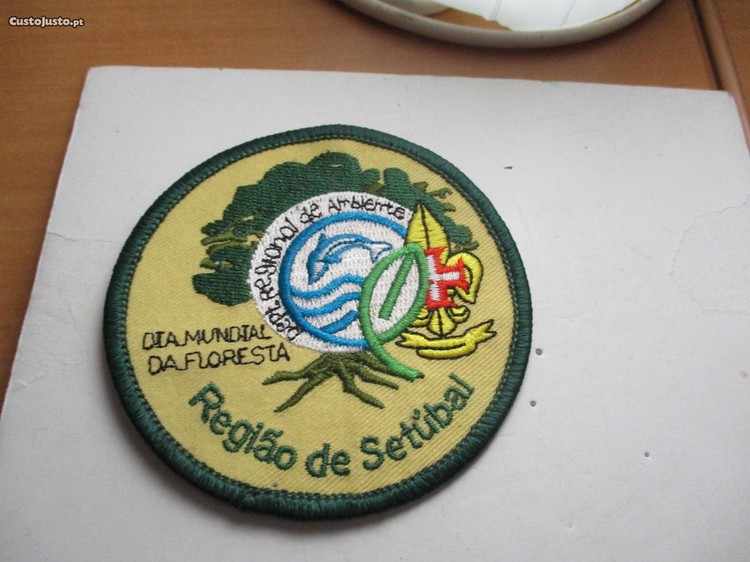 CustoJusto.pt
Dept. Regional de Ambiente
DIA MUNDIAL
DA FLORESTA
Região de Setúbal